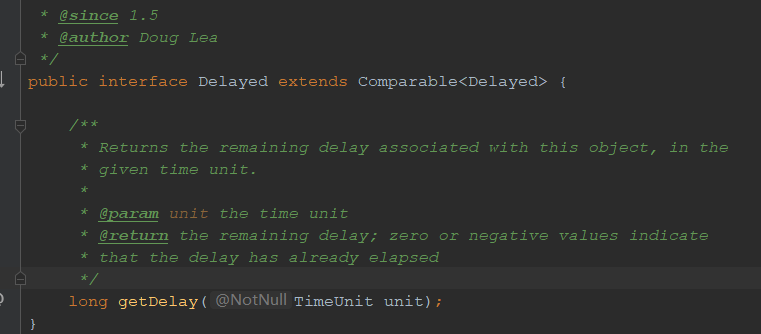 * @since 1.5
* @author Doug Lea
*/
public interface Delayed extends Comparable<Delayed> {
/**
* Returns the remaining delay associated with this object, in the
* given time unit.
*
* @param unit the time unit
* @return the remaining delay; zero or negative values indicate
* that the delay has already elapsed
*/
long getDelay( @NotNull TimeUnit unit);
}